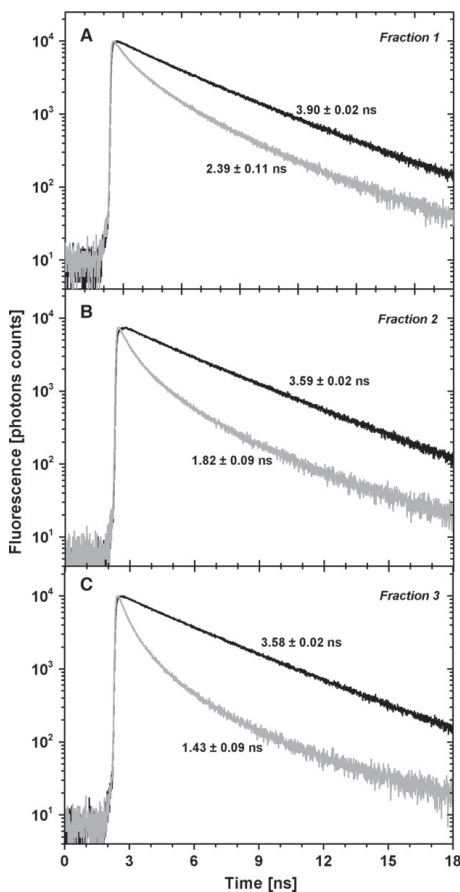 A
Fraction 1
10⁴
3.90 ± 0.02 ns
10³
2.39 ± 0.11 ns
10²
10¹
B
Fraction 2
10⁴
3.59 ± 0.02 ns
10³
1.82 ± 0.09 ns
10²
10¹
Fluorescence [photons counts]
C
Fraction 3
10⁴
3.58 ± 0.02 ns
10³
1.43 ± 0.09 ns
10²
10¹
0 3 6 9 12 15 18
Time [ns]